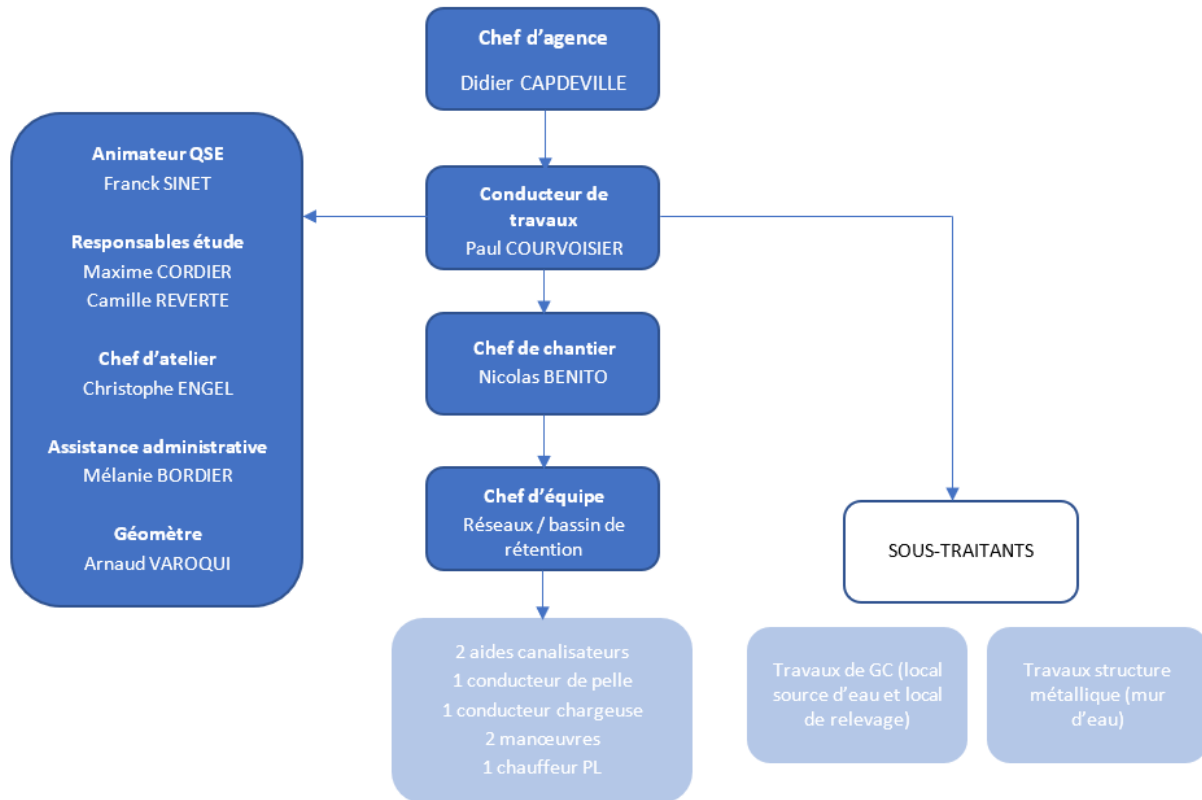 Chef d’agence
Didier CAPDEVILLE
Animateur QSE
Franck SINET
Responsables étude
Maxime CORDIER
Camille REVERTE
Chef d’atelier
Christophe ENGEL
Assistance administrative
Mélanie BORDIER
Géomètre
Arnaud VAROQUI
Conducteur de
travaux
Paul COURVOISIER
Chef de chantier
Nicolas BENITO
Chef d’équipe
Réseaux / bassin de
rétention
2 aides canalisateurs
1 conducteur de pelle
1 conducteur chargeuse
2 manœuvres
1 chauffeur PL
SOUS-TRAITANTS
Travaux de GC (local
source d’eau et local
de relevage)
Travaux structure
métallique (mur
d’eau)